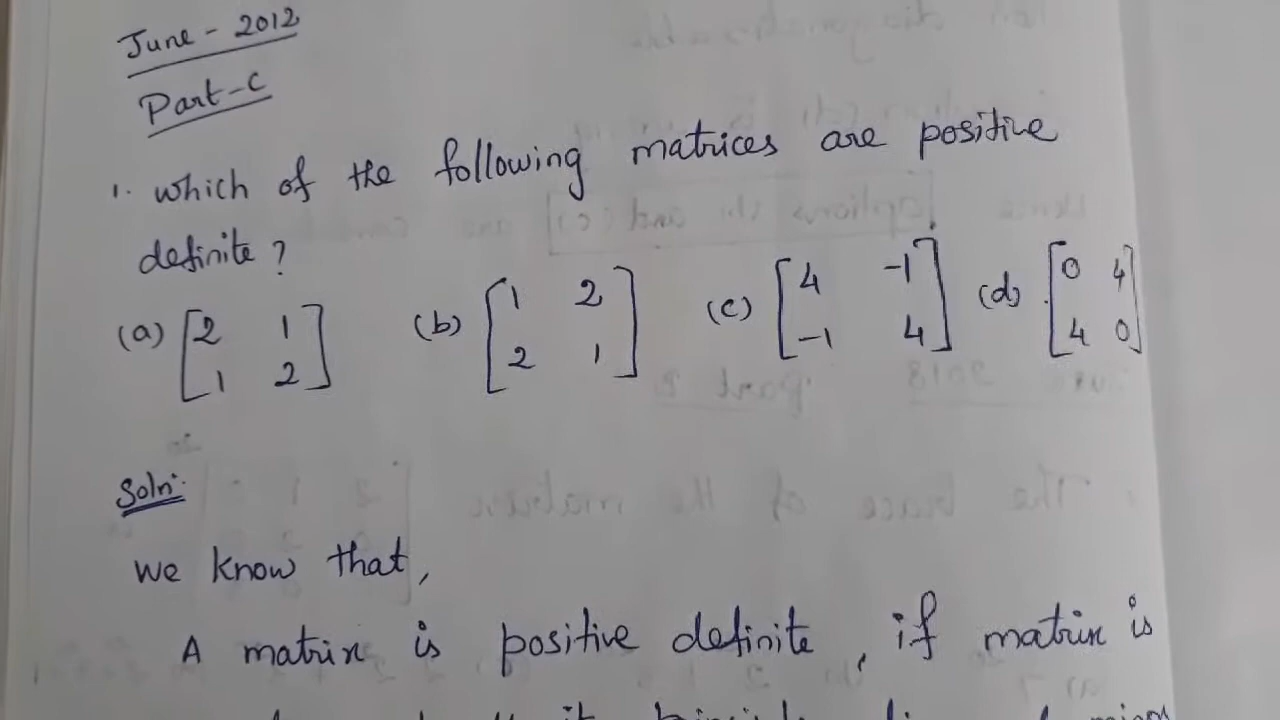 June - 2012
Part-C
1. which of the following matrices are positive
definite ?
(a) [2 1 (b) [1 2] (c) [4 -1] (d) [0 4]
1 2] 2 1 -1 4 4 0
Soln:
we know that,
A matrix is positive definite, if matrix is